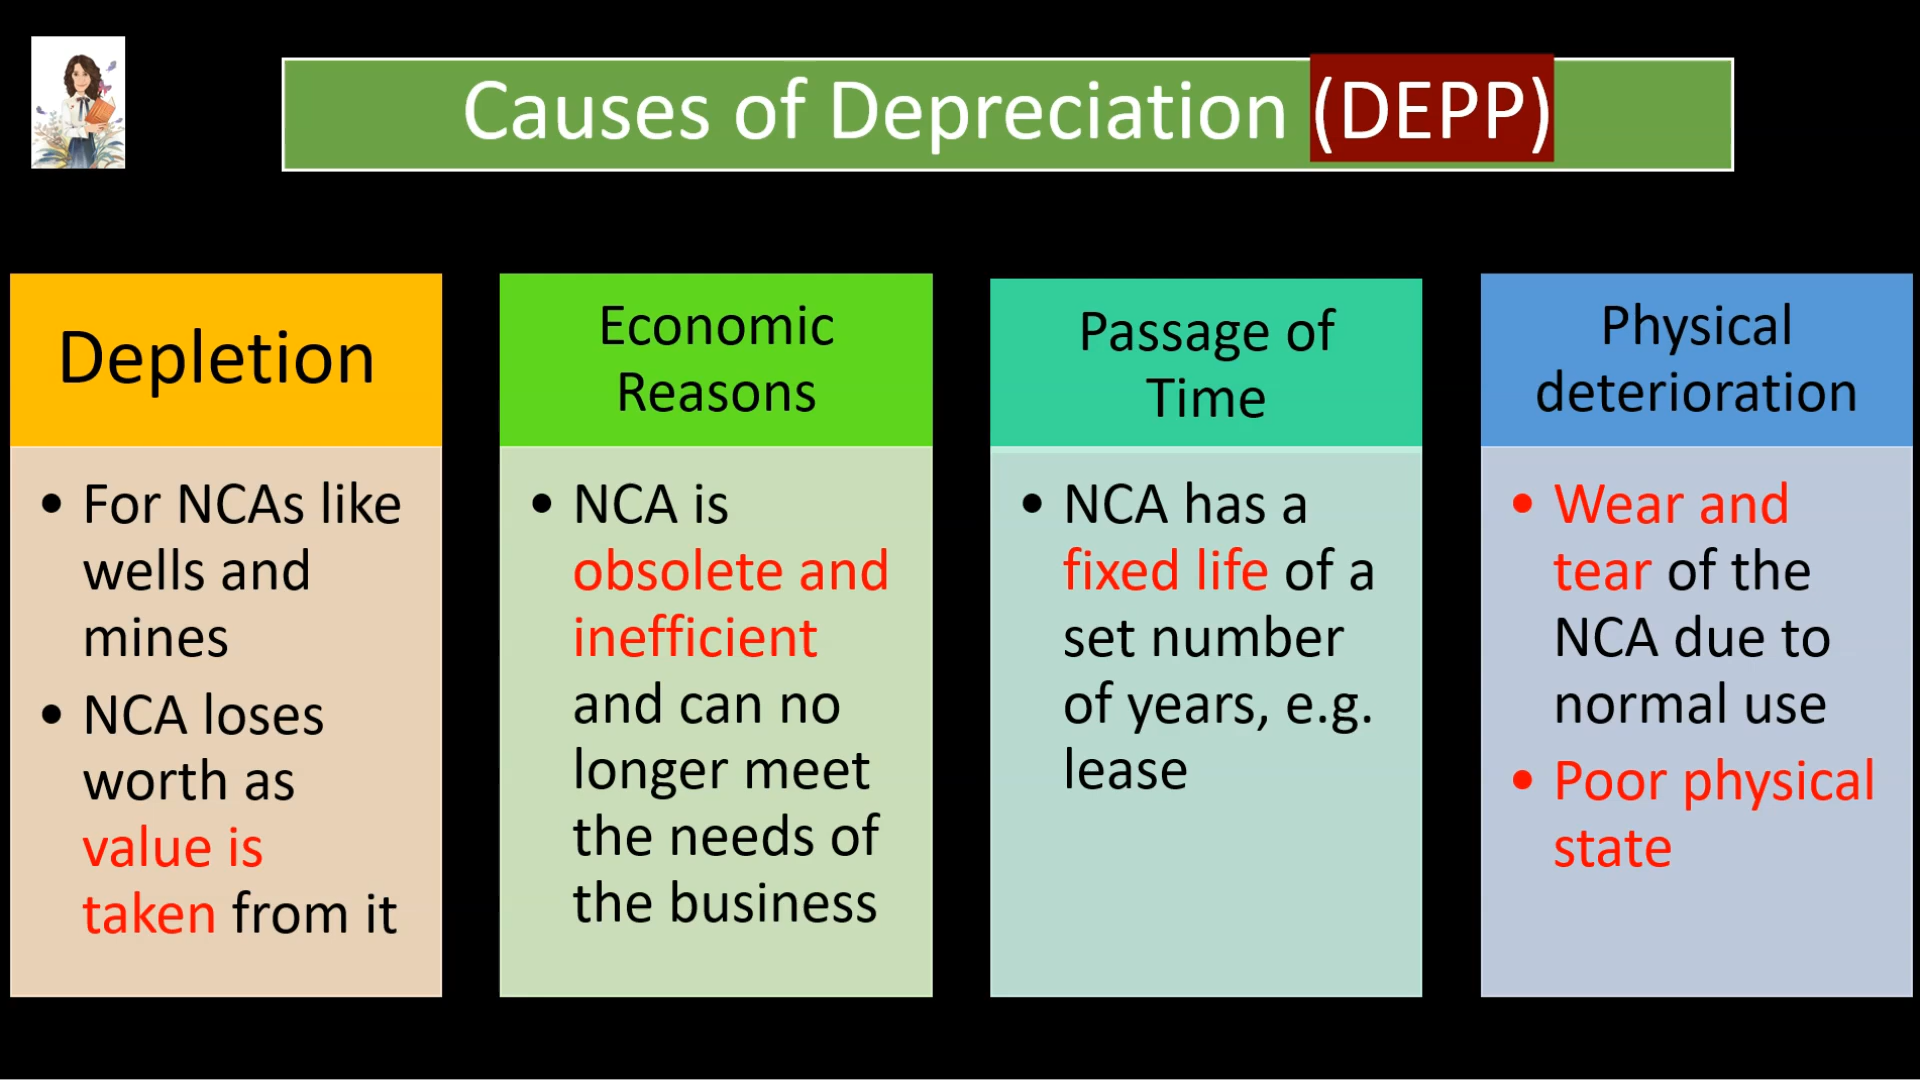 Causes of Depreciation (DEPP)
Depletion
• For NCAs like
wells and
mines
• NCA loses
worth as
value is
taken from it
Economic
Reasons
• NCA is
obsolete and
inefficient
and can no
longer meet
the needs of
the business
Passage of
Time
• NCA has a
fixed life of a
set number
of years, e.g.
lease
Physical
deterioration
• Wear and
tear of the
NCA due to
normal use
• Poor physical
state